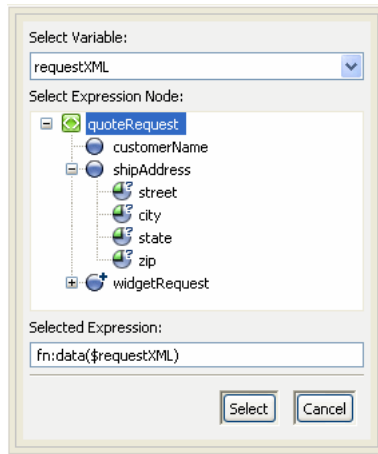 Select Variable:
requestXML
Select Expression Node:
quoteRequest
customerName
shipAddress
street
city
state
zip
widgetRequest
Selected Expression:
fn:data($requestXML)
Select Cancel